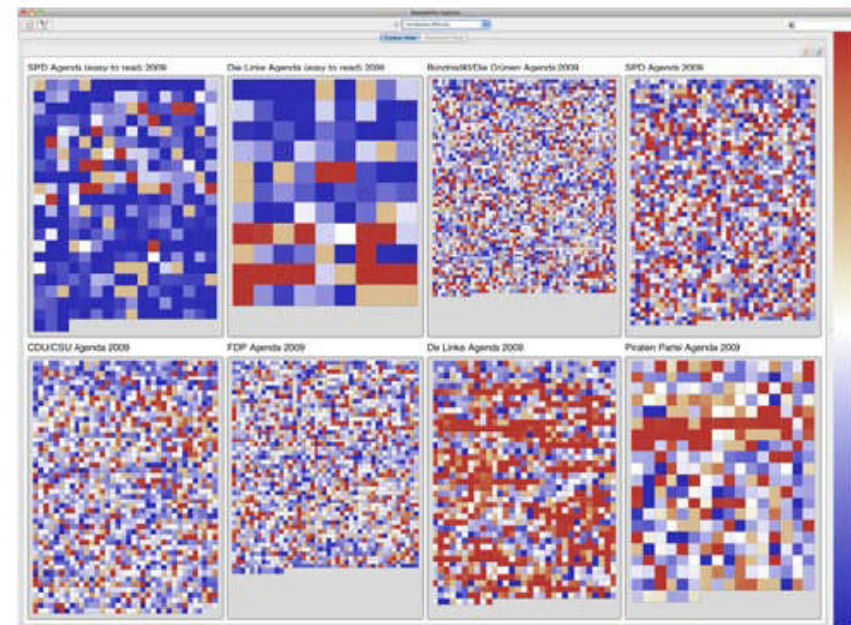 SPD Agenda (easy to read) 2009
Die Linke Agenda (easy to read) 2009
Bündnis90/Die Grünen Agenda 2009
SPD Agenda 2009
CDU/CSU Agenda 2009
FDP Agenda 2009
Die Linke Agenda 2009
Piraten Partei Agenda 2009